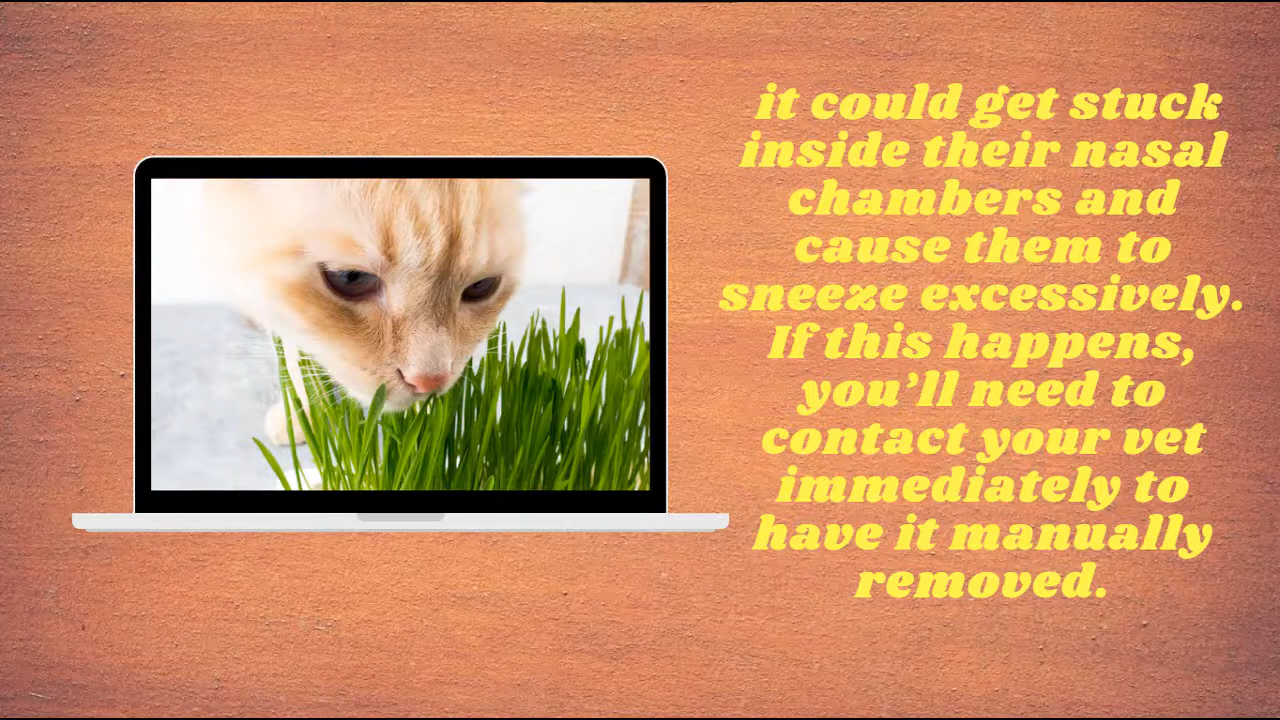 it could get stuck
inside their nasal
chambers and
cause them to
sneeze excessively.
If this happens,
you’ll need to
contact your vet
immediately to
have it manually
removed.